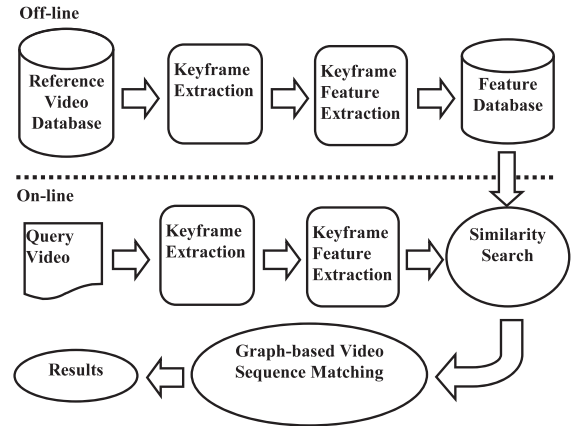 Off-line
Reference
Video
Database
Keyframe
Extraction
Keyframe
Feature
Extraction
Feature
Database
On-line
Query
Video
Keyframe
Extraction
Keyframe
Feature
Extraction
Similarity
Search
Graph-based Video
Sequence Matching
Results